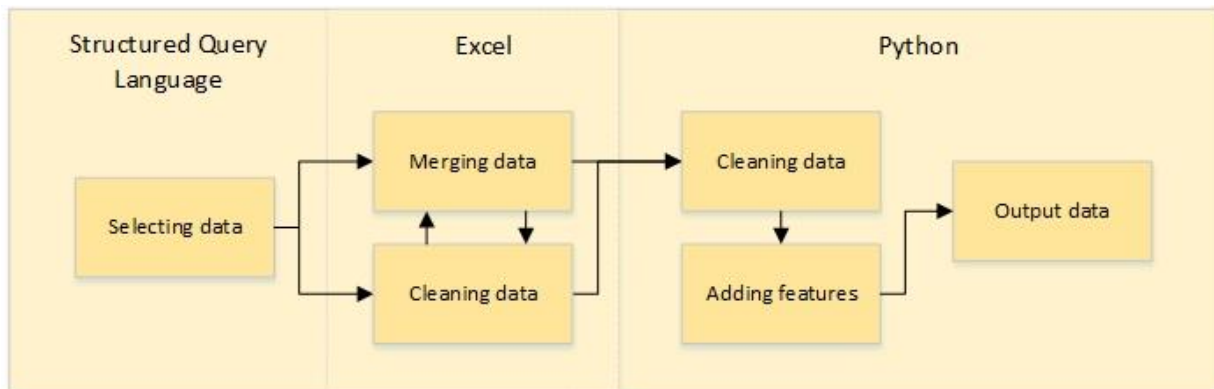 Structured Query
Language
Excel
Python
Selecting data
Merging data
Cleaning data
Cleaning data
Adding features
Output data